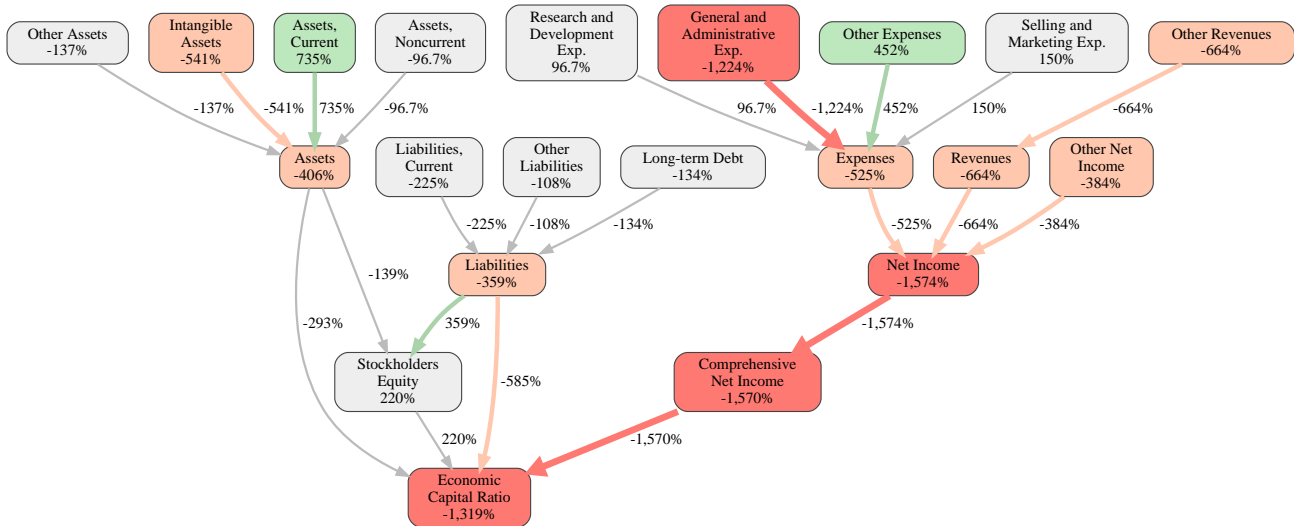 Other Assets
-137%
Intangible
Assets
-541%
Assets,
Current
735%
Assets,
Noncurrent
-96.7%
Research and
Development
Exp.
96.7%
General and
Administrative
Exp.
-1,224%
Other Expenses
452%
Selling and
Marketing Exp.
150%
Other Revenues
-664%
-137%
-541%
735%
-96.7%
96.7%
-1,224%
452%
150%
-664%
Assets
-406%
Liabilities,
Current
-225%
Other
Liabilities
-108%
Long-term Debt
-134%
Expenses
-525%
Revenues
-664%
Other Net
Income
-384%
-225%
-108%
-134%
-525%
-664%
-384%
Liabilities
-359%
Net Income
-1,574%
-139%
-293%
359%
-1,574%
Stockholders
Equity
220%
-585%
Comprehensive
Net Income
-1,570%
220%
-1,570%
Economic
Capital Ratio
-1,319%